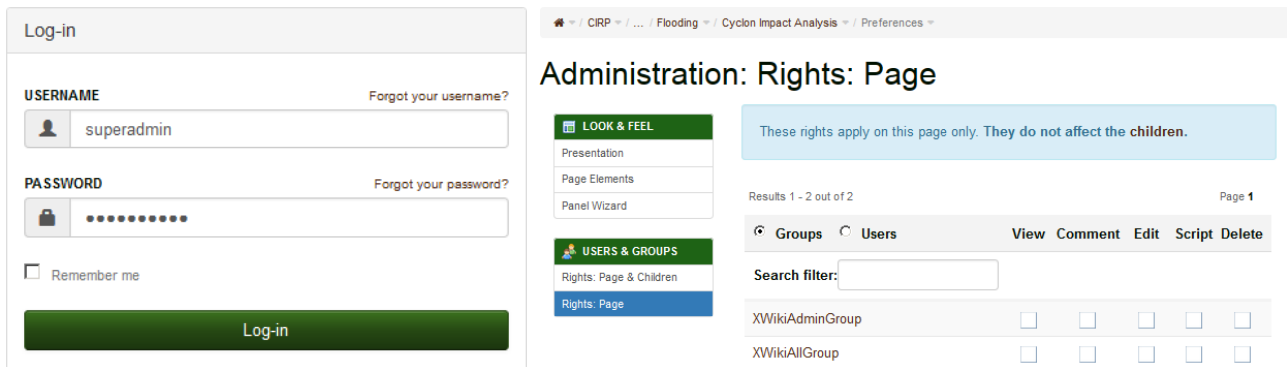 Log-in
USERNAME
Forgot your username?
superadmin
PASSWORD
Forgot your password?
Remember me
Log-in
/ CIRP / ... / Flooding / Cyclon Impact Analysis / Preferences
Administration: Rights: Page
LOOK & FEEL
Presentation
Page Elements
Panel Wizard
USERS & GROUPS
Rights: Page & Children
Rights: Page
These rights apply on this page only. They do not affect the children.
Results 1 - 2 out of 2 Page 1
Groups Users View Comment Edit Script Delete
Search filter:
XWikiAdminGroup
XWikiAllGroup